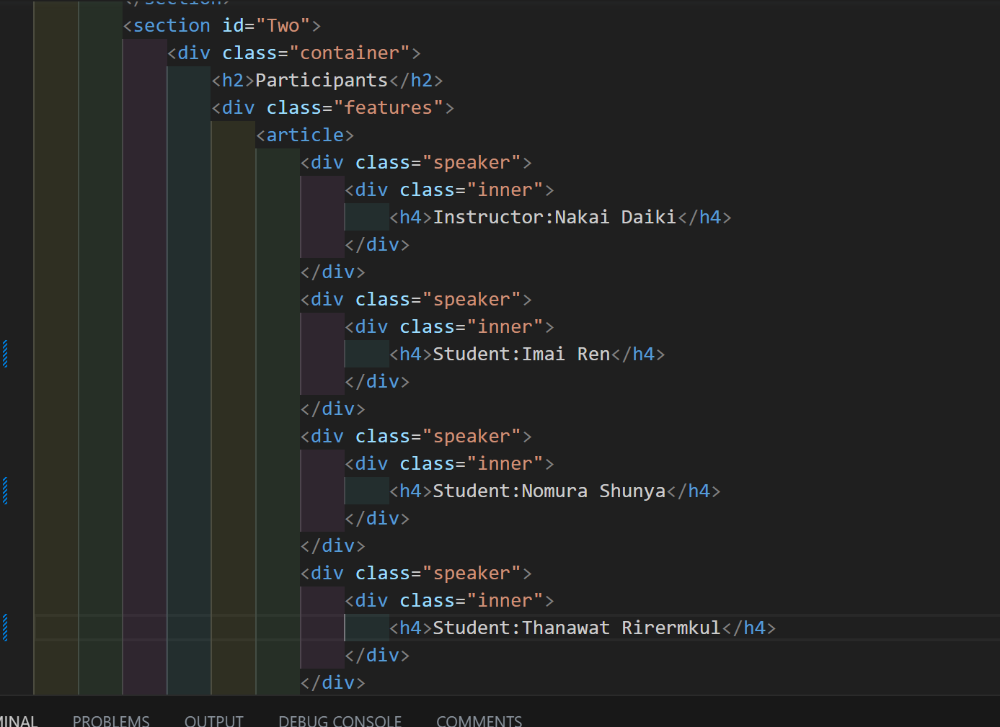 </section>
<section id="Two">
<div class="container">
<h2>Participants</h2>
<div class="features">
<article>
<div class="speaker">
<div class="inner">
<h4>Instructor:Nakai Daiki</h4>
</div>
</div>
<div class="speaker">
<div class="inner">
<h4>Student:Imai Ren</h4>
</div>
</div>
<div class="speaker">
<div class="inner">
<h4>Student:Nomura Shunya</h4>
</div>
</div>
<div class="speaker">
<div class="inner">
<h4>Student:Thanawat Rirermkul</h4>
</div>
</div>
MINAL PROBLEMS OUTPUT DEBUG CONSOLE COMMENTS